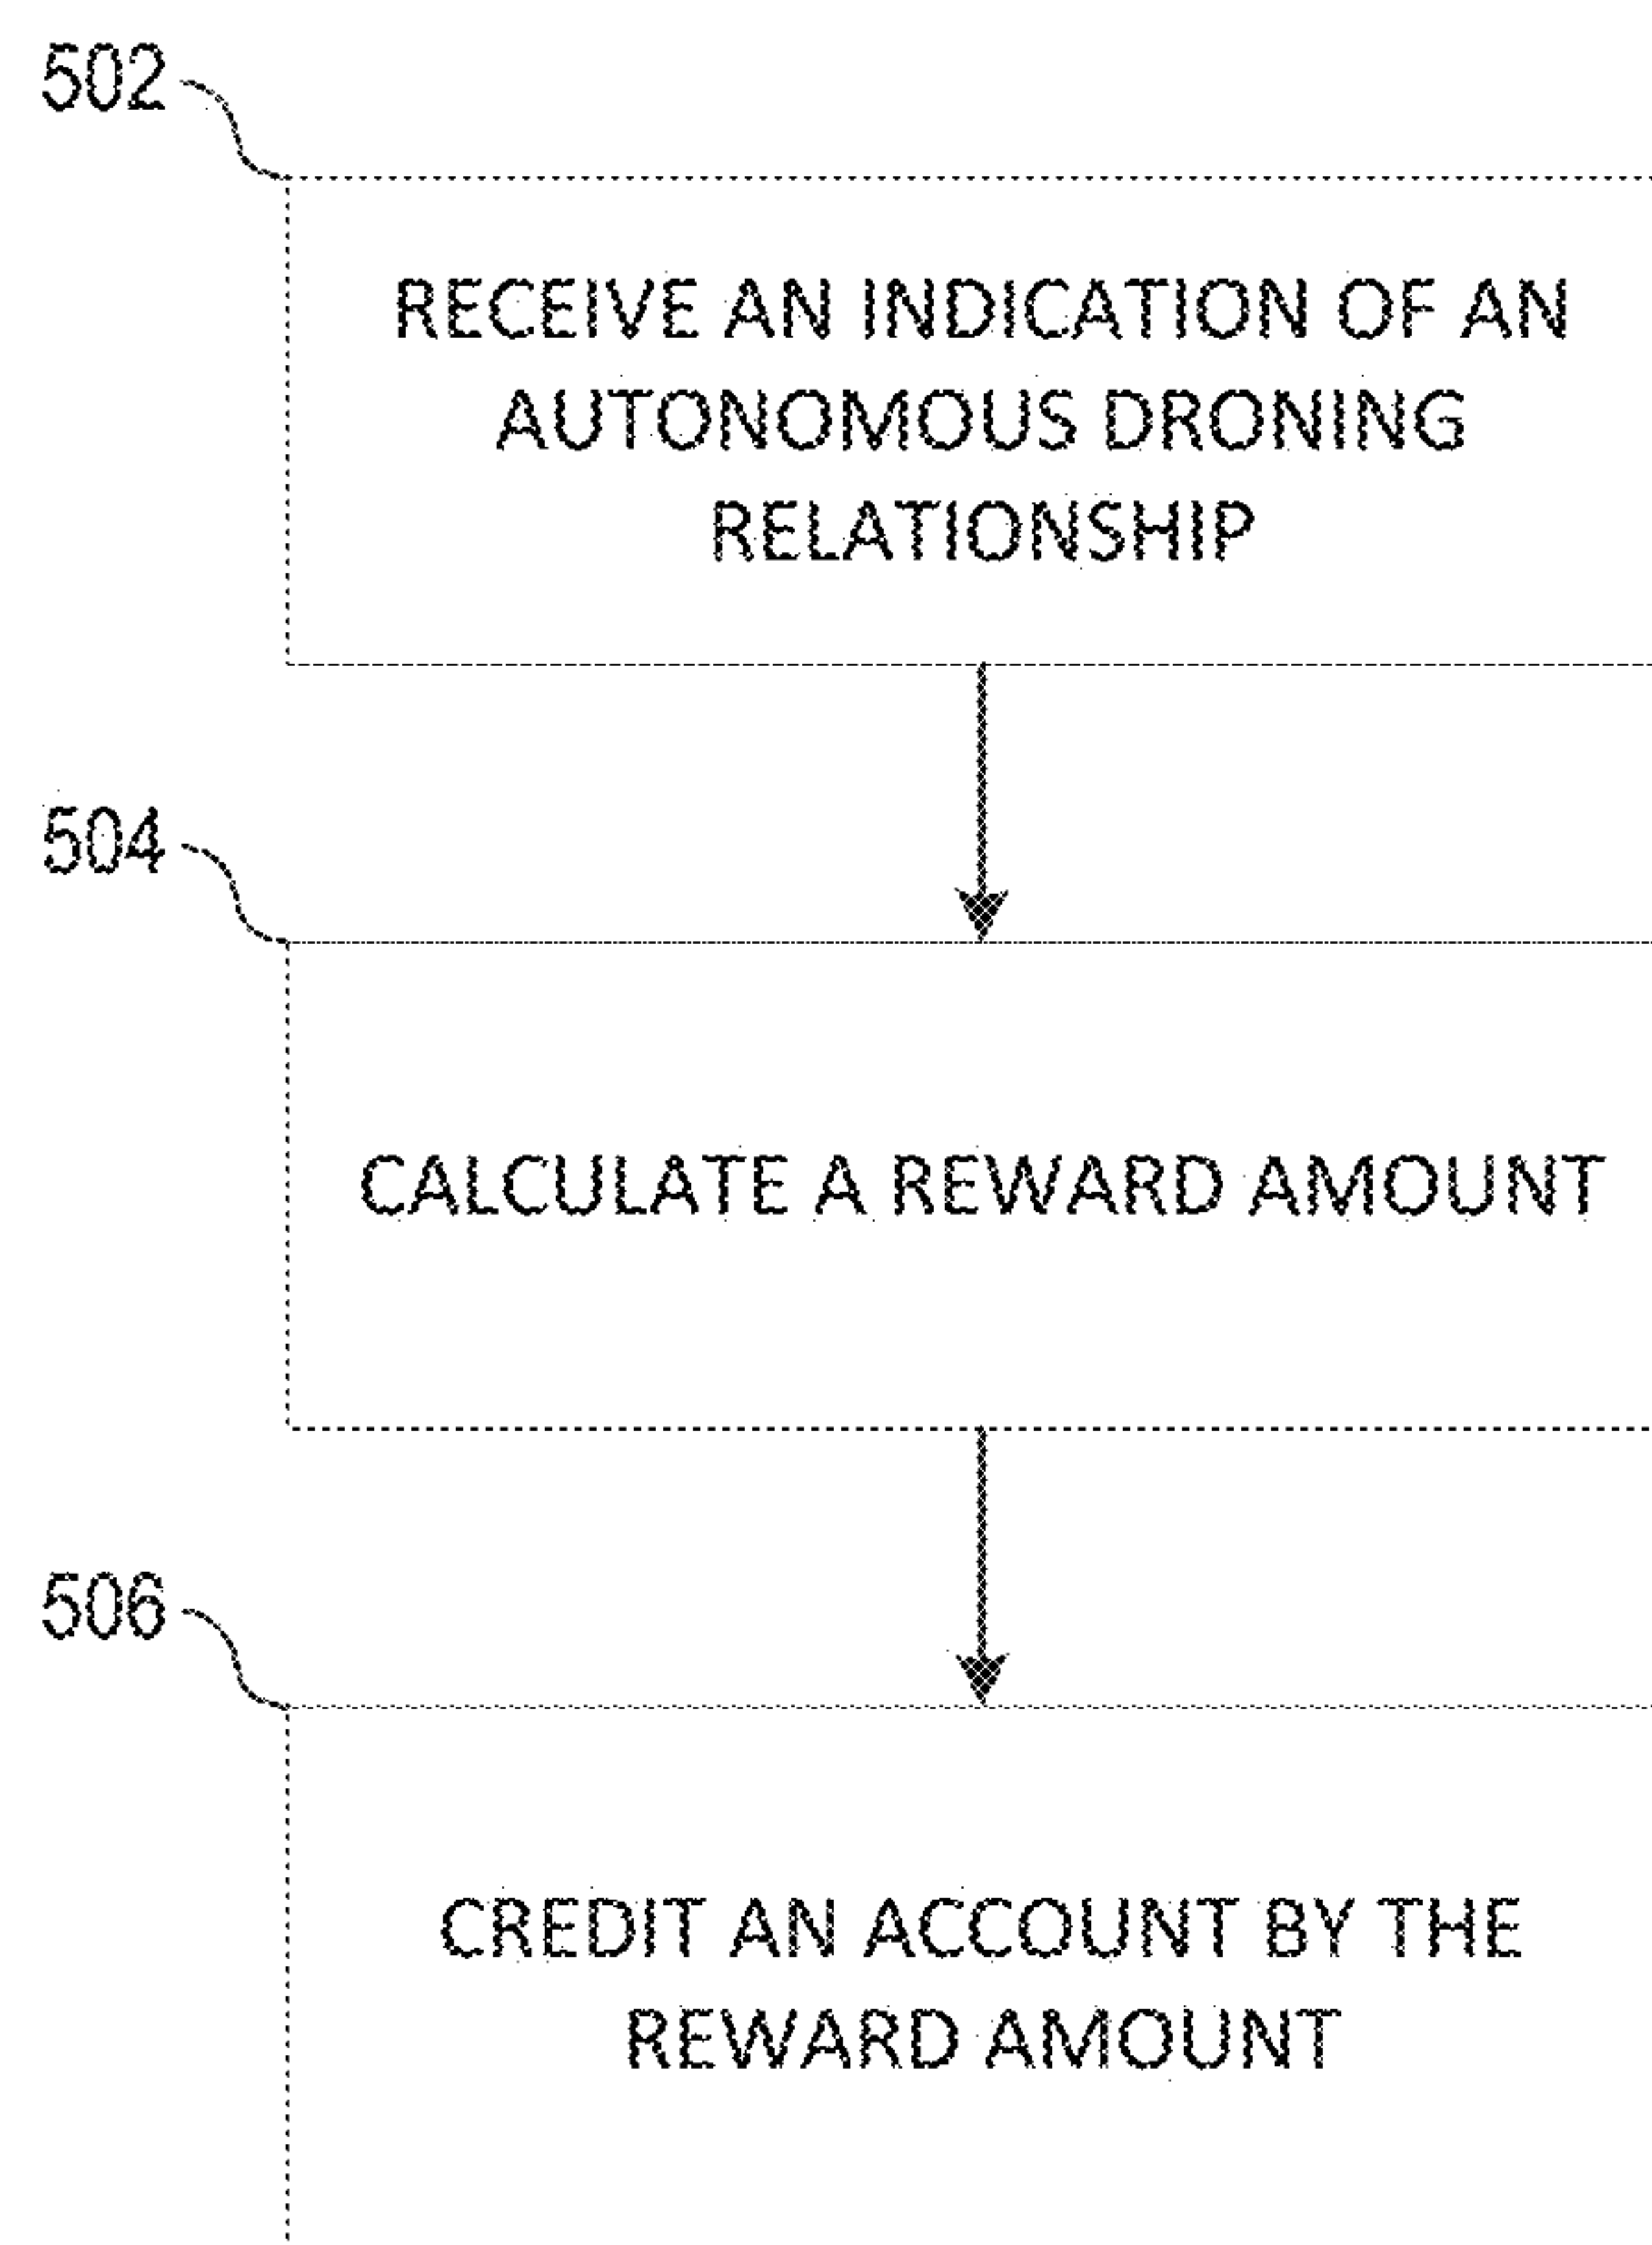 502
RECEIVE AN INDICATION OF AN
AUTONOMOUS DRONING
RELATIONSHIP
504
CALCULATE A REWARD AMOUNT
506
CREDIT AN ACCOUNT BY THE
REWARD AMOUNT